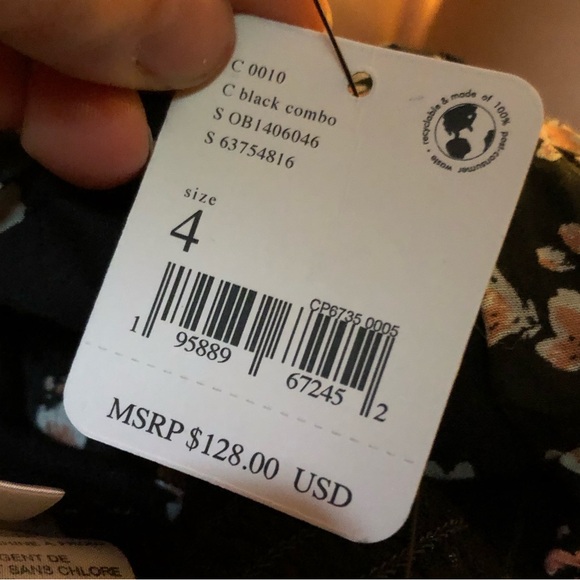 C 0010
C black combo
S OB1406046
S 63754816
recyclable & made of 100% post-consumer waste •
size
4
CP6735 0005
1 95889 67245 2
MSRP $128.00 USD
GENT DE
SANS CHLORE